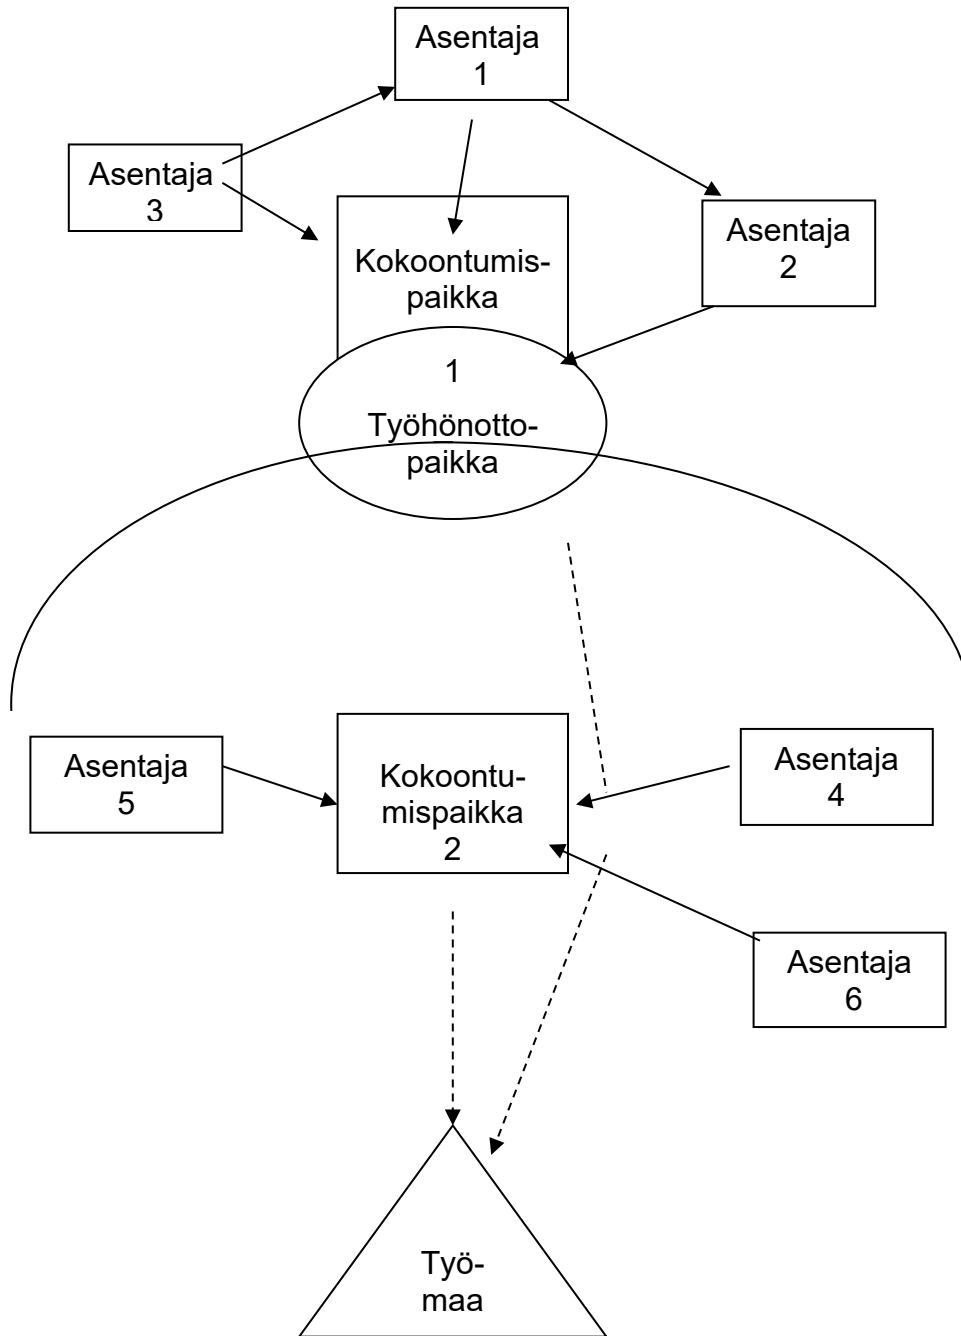 Asentaja
1
Asentaja
3
Asentaja
2
Kokoontumis-
paikka
1
Työhönotto-
paikka
Asentaja
5
Kokoontu-
mispaikka
2
Asentaja
4
Asentaja
6
Työ-
maa